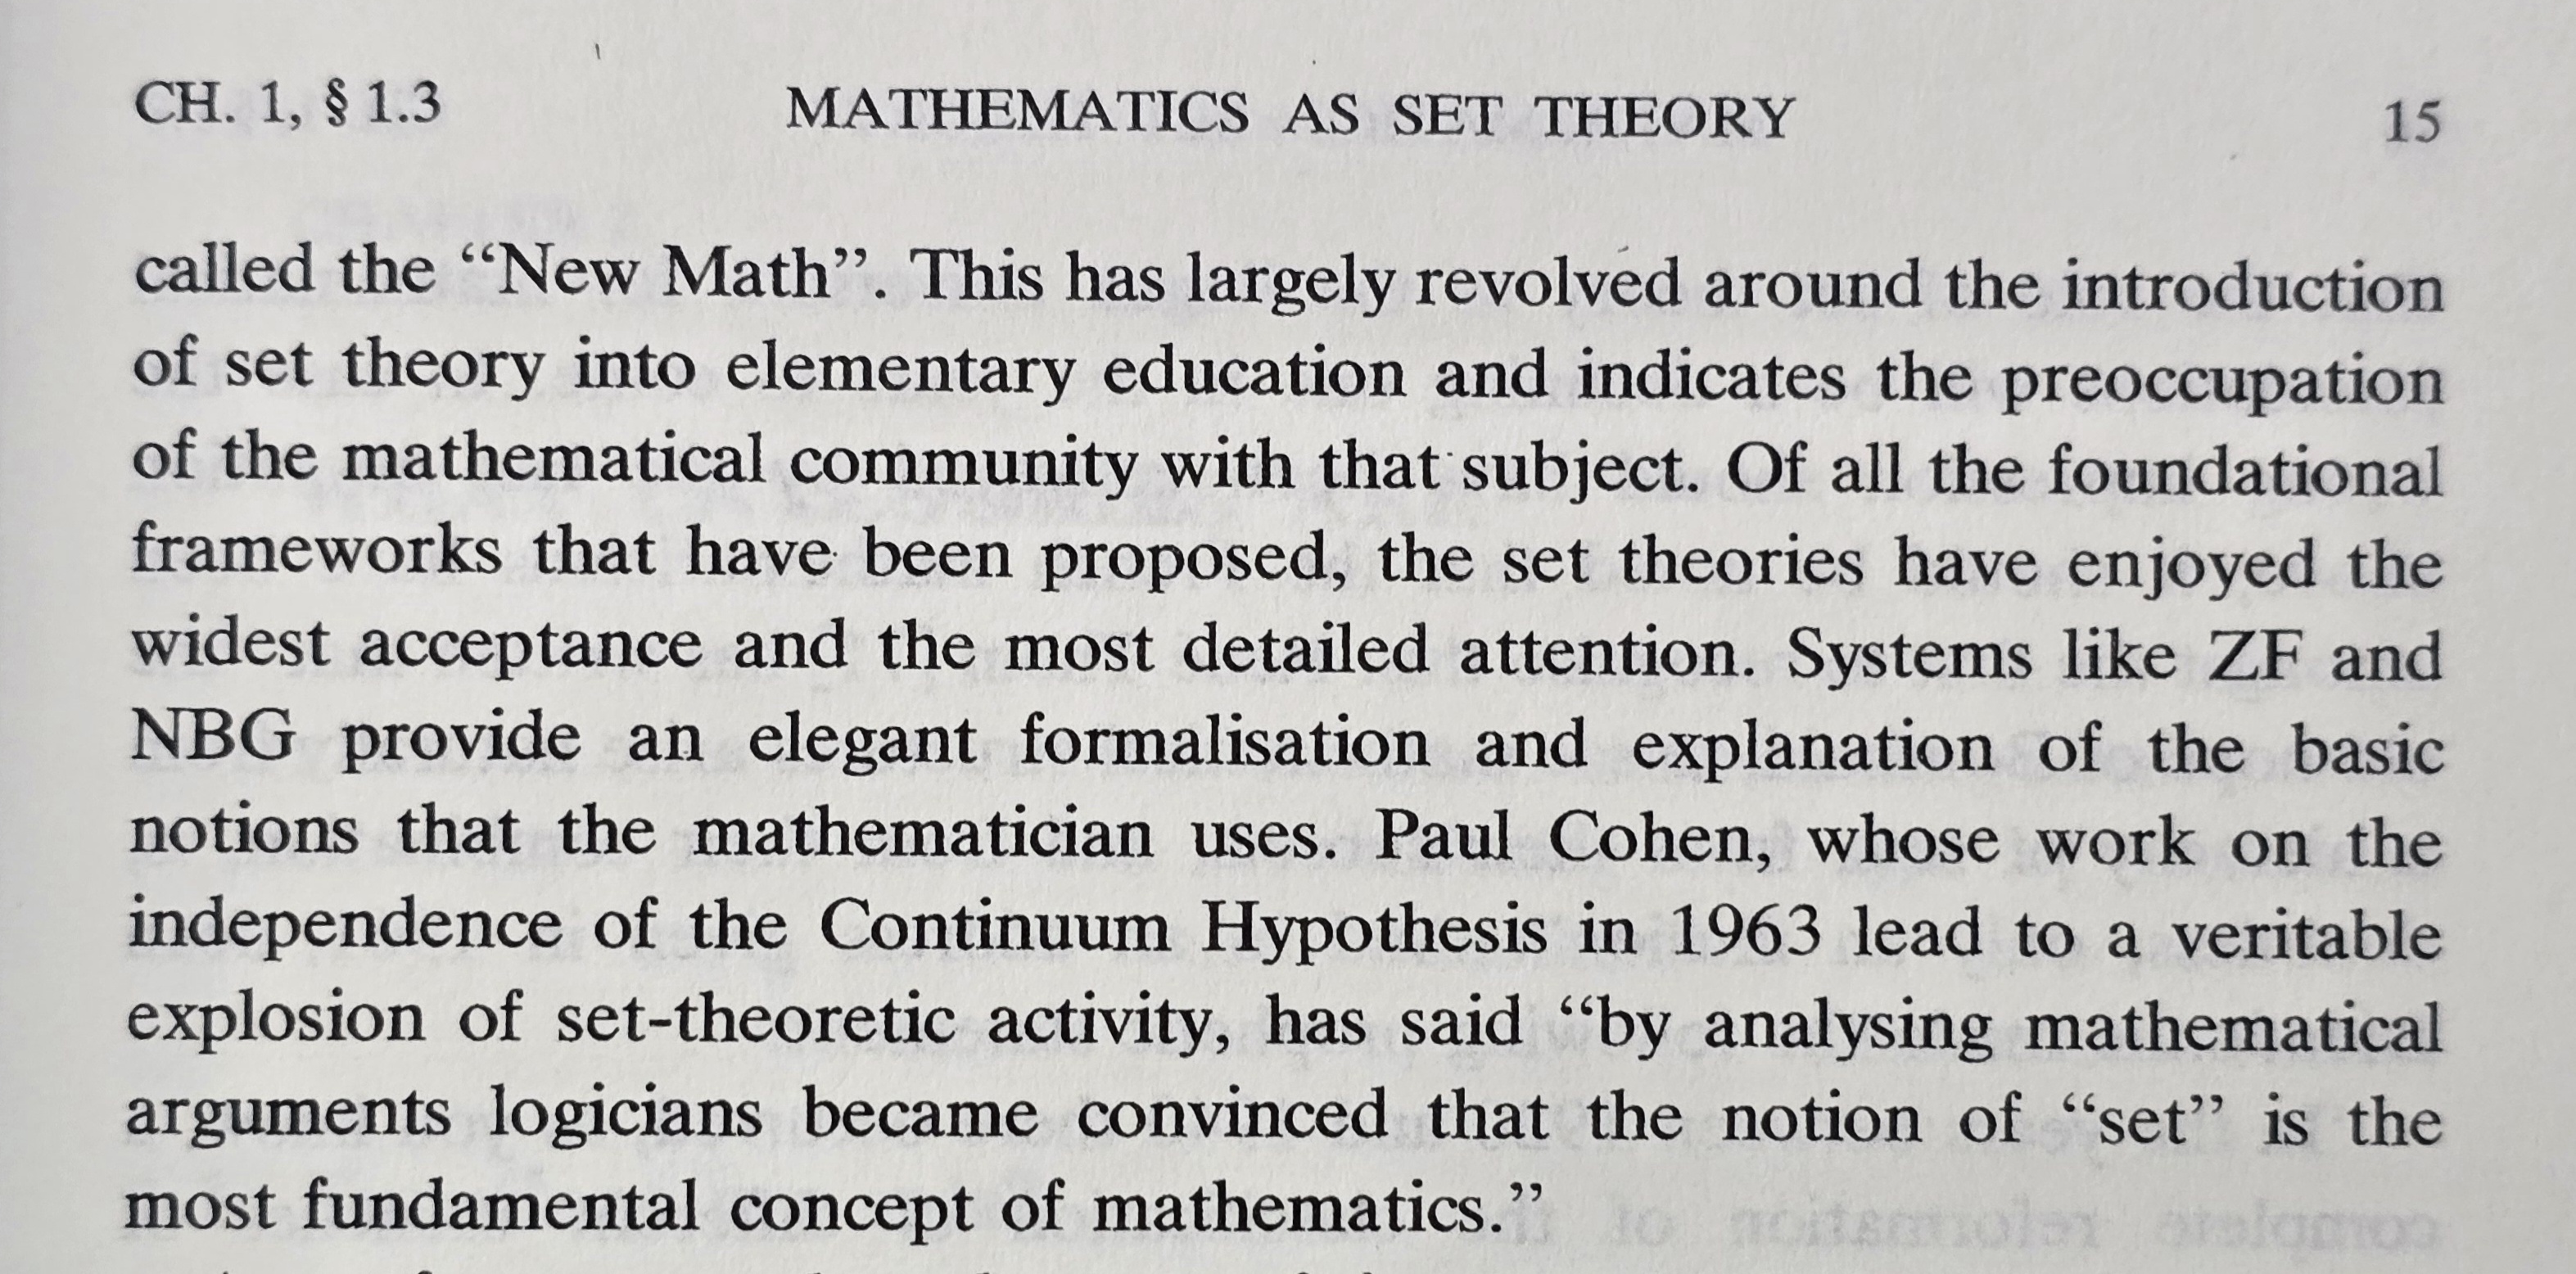 CH. 1, § 1.3 MATHEMATICS AS SET THEORY 15
called the “New Math”. This has largely revolved around the introduction
of set theory into elementary education and indicates the preoccupation
of the mathematical community with that subject. Of all the foundational
frameworks that have been proposed, the set theories have enjoyed the
widest acceptance and the most detailed attention. Systems like ZF and
NBG provide an elegant formalisation and explanation of the basic
notions that the mathematician uses. Paul Cohen, whose work on the
independence of the Continuum Hypothesis in 1963 lead to a veritable
explosion of set-theoretic activity, has said “by analysing mathematical
arguments logicians became convinced that the notion of “set” is the
most fundamental concept of mathematics.”